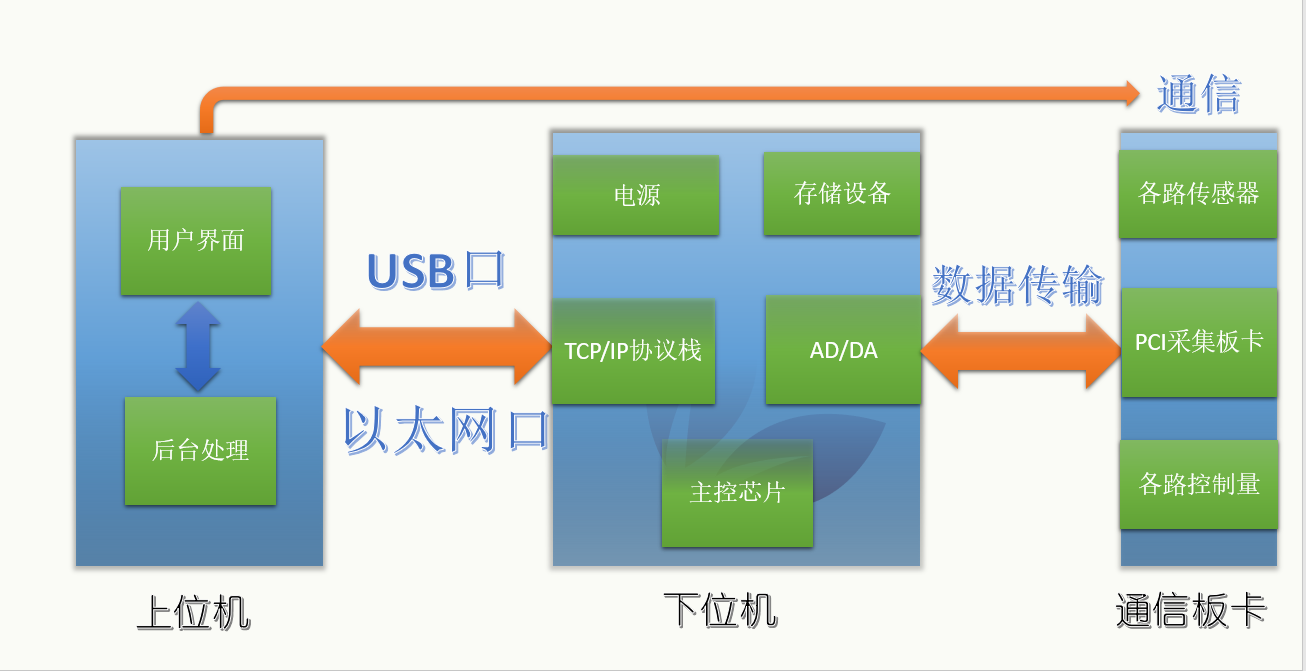 通信
用户界面
后台处理
上位机
USB口
以太网口
电源
存储设备
TCP/IP协议栈
AD/DA
主控芯片
下位机
数据传输
各路传感器
PCI采集板卡
各路控制量
通信板卡